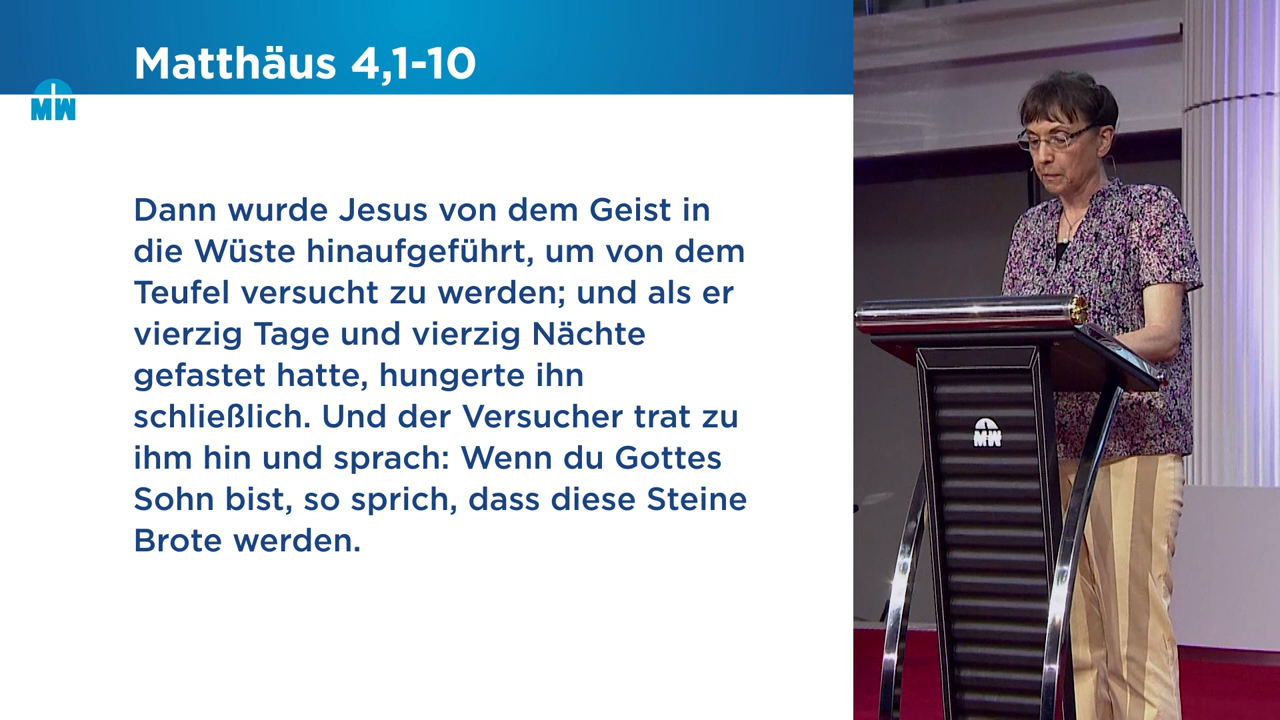 Matthäus 4,1-10
MW
Dann wurde Jesus von dem Geist in
die Wüste hinaufgeführt, um von dem
Teufel versucht zu werden; und als er
vierzig Tage und vierzig Nächte
gefastet hatte, hungerte ihn
schließlich. Und der Versucher trat zu
ihm hin und sprach: Wenn du Gottes
Sohn bist, so sprich, dass diese Steine
Brote werden.
MW